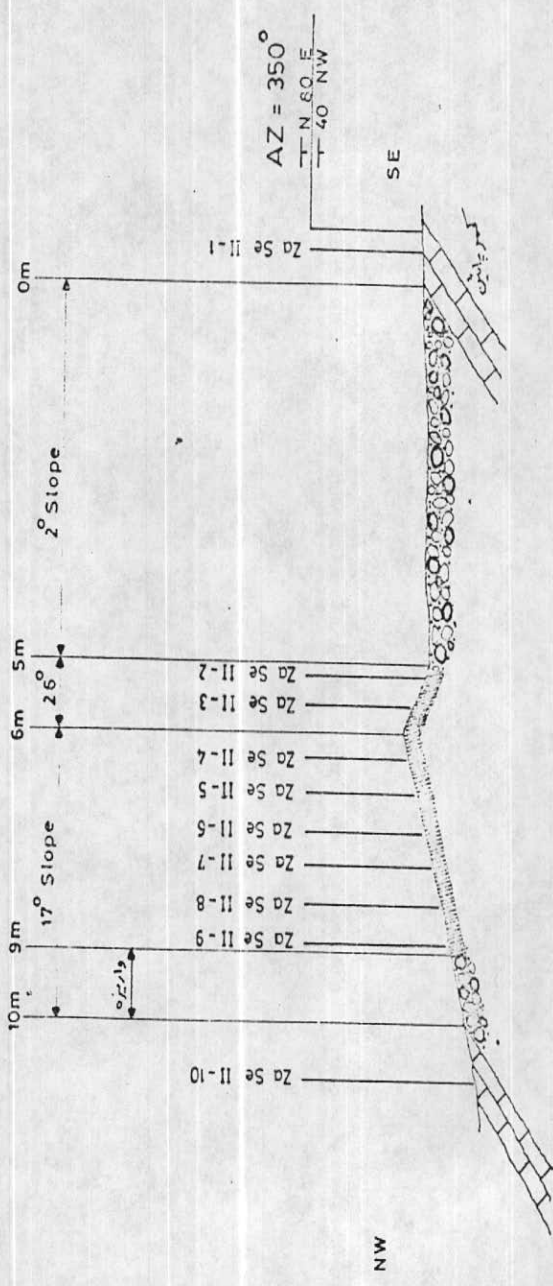 NW
SE
10m
9m
6m
5m
0m
17° Slope
26°
2° Slope
واریزه
AZ = 350°
N 80 E
40 NW
Za Se II-10
Za Se II-9
Za Se II-8
Za Se II-7
Za Se II-6
Za Se II-5
Za Se II-4
Za Se II-3
Za Se II-2
Za Se II-1